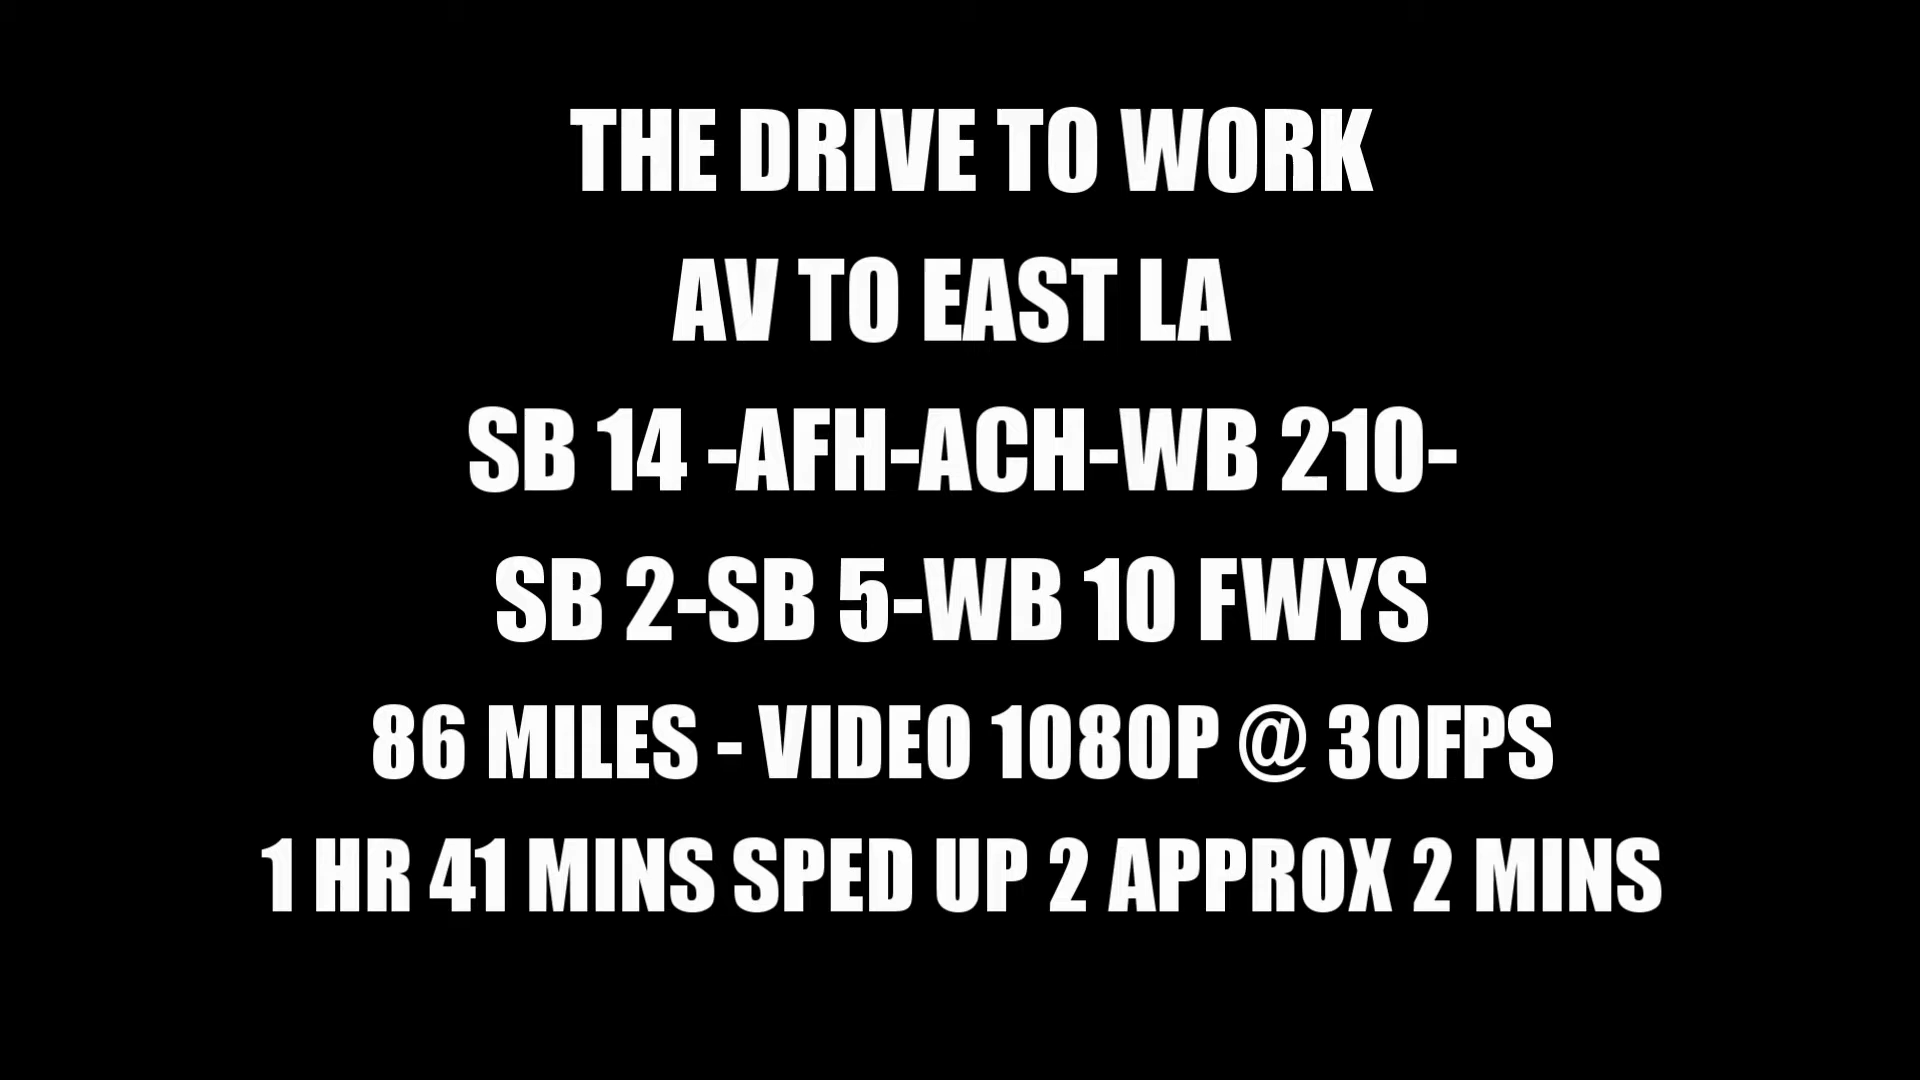 THE DRIVE TO WORK
AV TO EAST LA
SB 14 -AFH-ACH-WB 210-
SB 2-SB 5-WB 10 FWYS
86 MILES - VIDEO 1080P @ 30FPS
1 HR 41 MINS SPED UP 2 APPROX 2 MINS